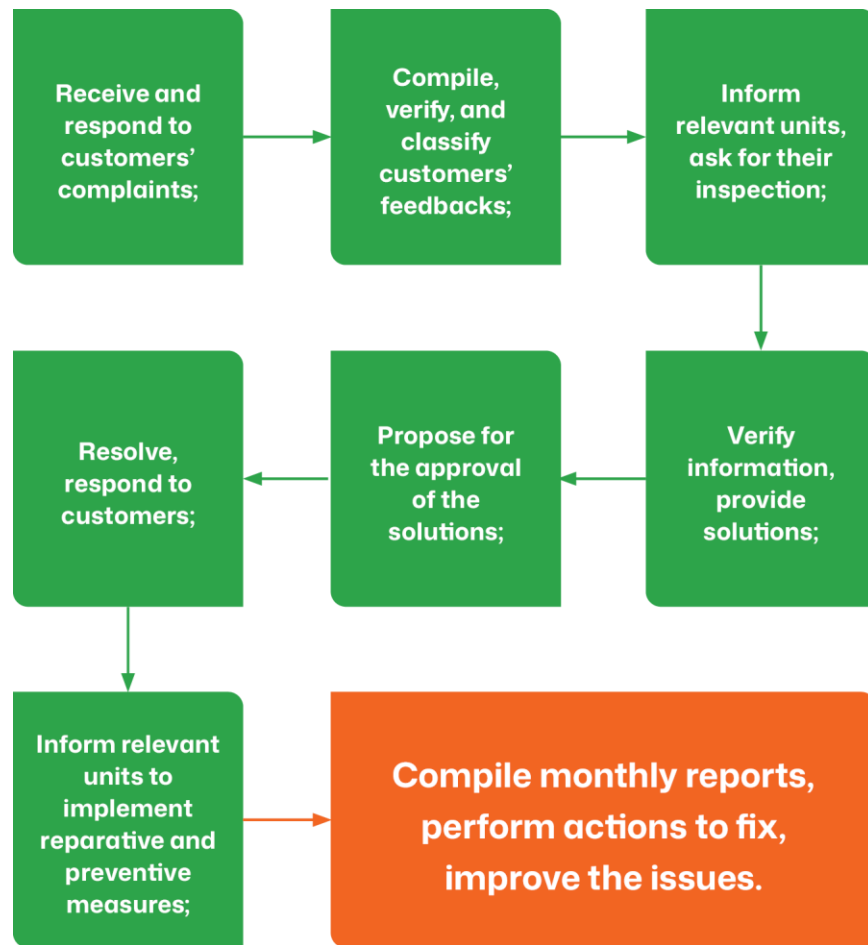 Receive and
respond to
customers’
complaints;
Compile,
verify, and
classify
customers’
feedbacks;
Inform
relevant units,
ask for their
inspection;
Verify
information,
provide
solutions;
Propose for
the approval
of the
solutions;
Resolve,
respond to
customers;
Inform relevant
units to
implement
reparative and
preventive
measures;
Compile monthly reports,
perform actions to fix,
improve the issues.